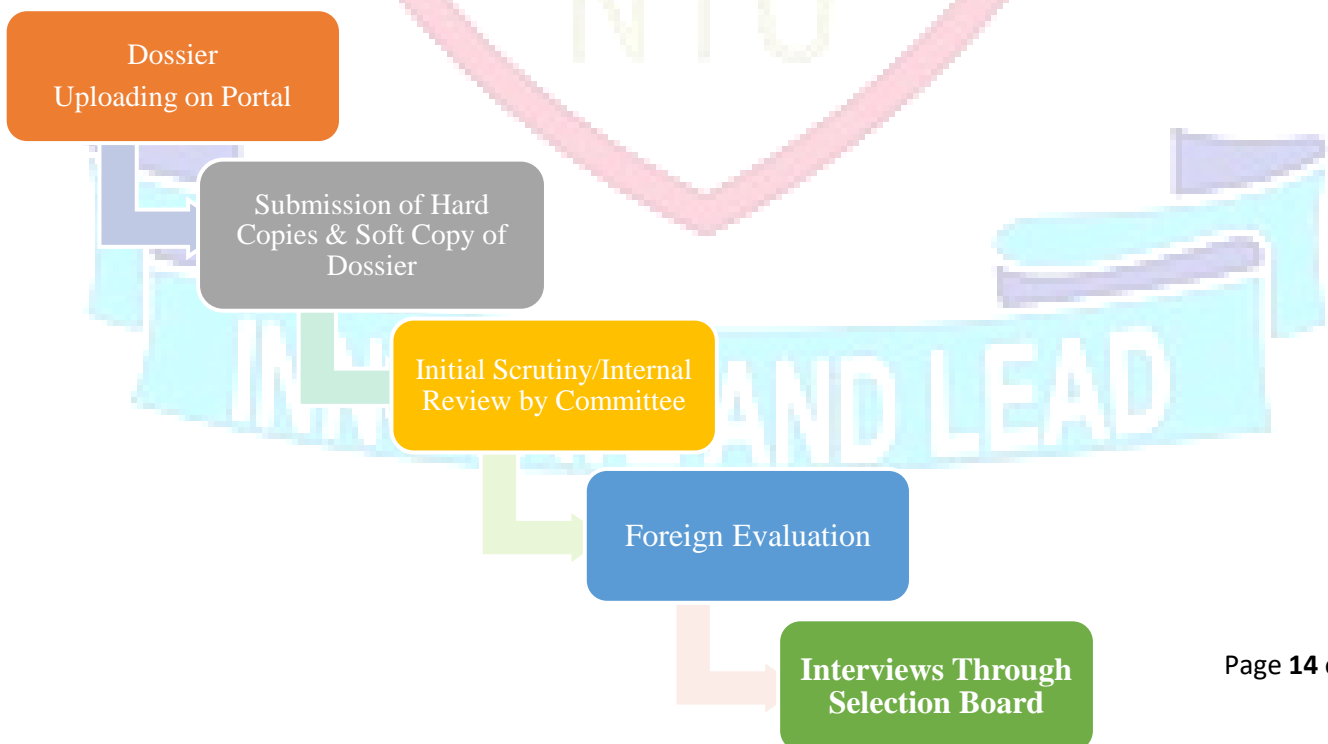 NTU
Dossier
Uploading on Portal
Submission of Hard
Copies & Soft Copy of
Dossier
Initial Scrutiny/Internal
Review by Committee
AND LEAD
Foreign Evaluation
Interviews Through
Selection Board
Page 14